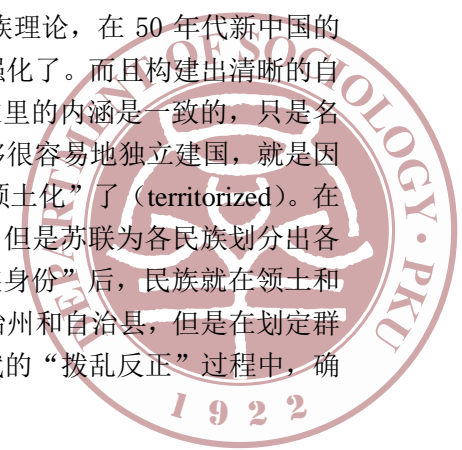 族理论，在 50 年代新中国的
强化了。而且构建出清晰的自
里的内涵是一致的，只是名
很容易地独立建国，就是因
领土化”了（territorized）。在
但是苏联为各民族划分出各
身份”后，民族就在领土和
治州和自治县，但是在划定群
的“拨乱反正”过程中，确
DEPARTMENT OF SOCIOLOGY · PKU
1922